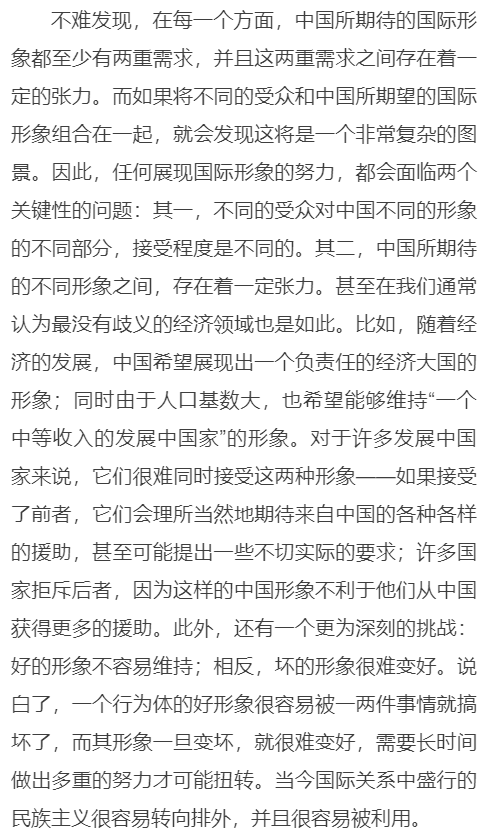 不难发现，在每一个方面，中国所期待的国际形
象都至少有两重需求，并且这两重需求之间存在着一
定的张力。而如果将不同的受众和中国所期望的国际
形象组合在一起，就会发现这将是一个非常复杂的图
景。因此，任何展现国际形象的努力，都会面临两个
关键性的问题：其一，不同的受众对中国不同的形象
的不同部分，接受程度是不同的。其二，中国所期待
的不同形象之间，存在着一定张力。甚至在我们通常
认为最没有歧义的经济领域也是如此。比如，随着经
济的发展，中国希望展现出一个负责任的经济大国的
形象；同时由于人口基数大，也希望能够维持“一个
中等收入的发展中国家”的形象。对于许多发展中国
家来说，它们很难同时接受这两种形象——如果接受
了前者，它们会理所当然地期待来自中国的各种各样
的援助，甚至可能提出一些不切实际的要求；许多国
家拒斥后者，因为这样的中国形象不利于他们从中国
获得更多的援助。此外，还有一个更为深刻的挑战：
好的形象不容易维持；相反，坏的形象很难变好。说
白了，一个行为体的好形象很容易被一两件事情就搞
坏了，而其形象一旦变坏，就很难变好，需要长时间
做出多重的努力才可能扭转。当今国际关系中盛行的
民族主义很容易转向排外，并且很容易被利用。